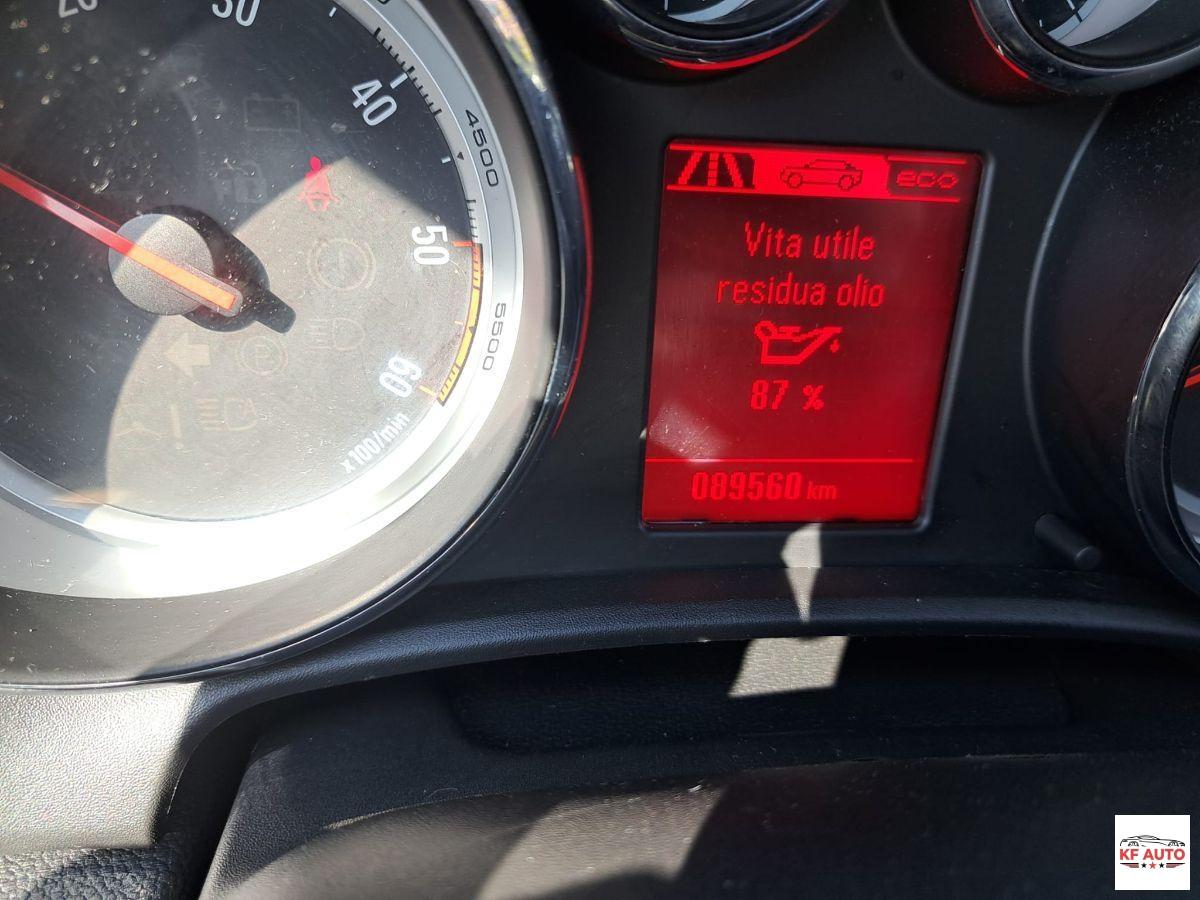 30
40
4500
50
5500
60
x100/min
eco
Vita utile
residua olio
87 %
089560 km
KF AUTO